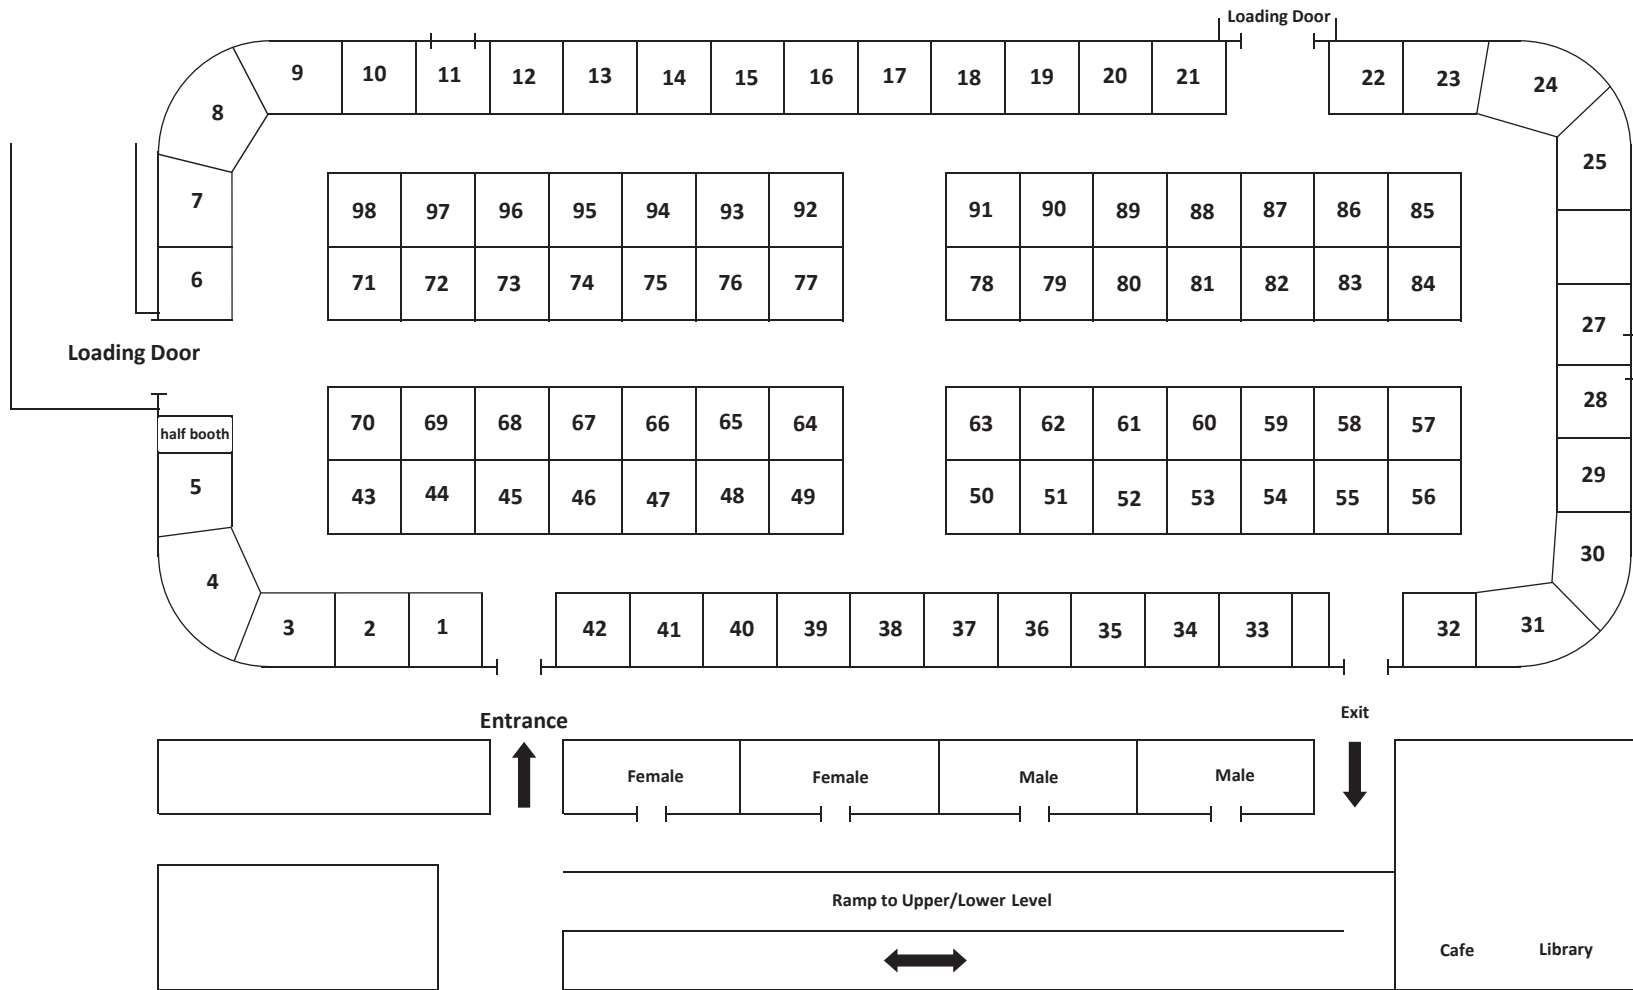 Loading Door
9 10 11 12 13 14 15 16 17 18 19 20 21 22 23 24
8
25
7
98 97 96 95 94 93 92 91 90 89 88 87 86 85
6
71 72 73 74 75 76 77 78 79 80 81 82 83 84
27
Loading Door
28
70 69 68 67 66 65 64 63 62 61 60 59 58 57
half booth
29
5
43 44 45 46 47 48 49 50 51 52 53 54 55 56
30
4
3 2 1 42 41 40 39 38 37 36 35 34 33 32 31
Entrance
Exit
Female Female Male Male
Ramp to Upper/Lower Level
Cafe Library